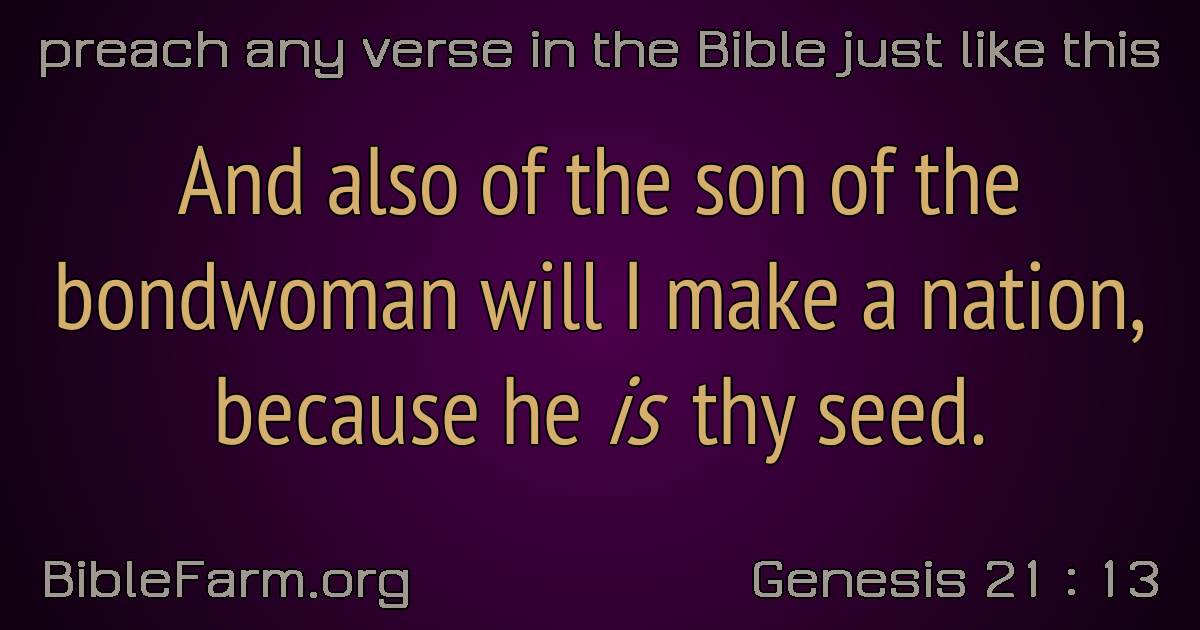 preach any verse in the Bible just like this
And also of the son of the
bondwoman will I make a nation,
because he is thy seed.
BibleFarm.org
Genesis 21 : 13